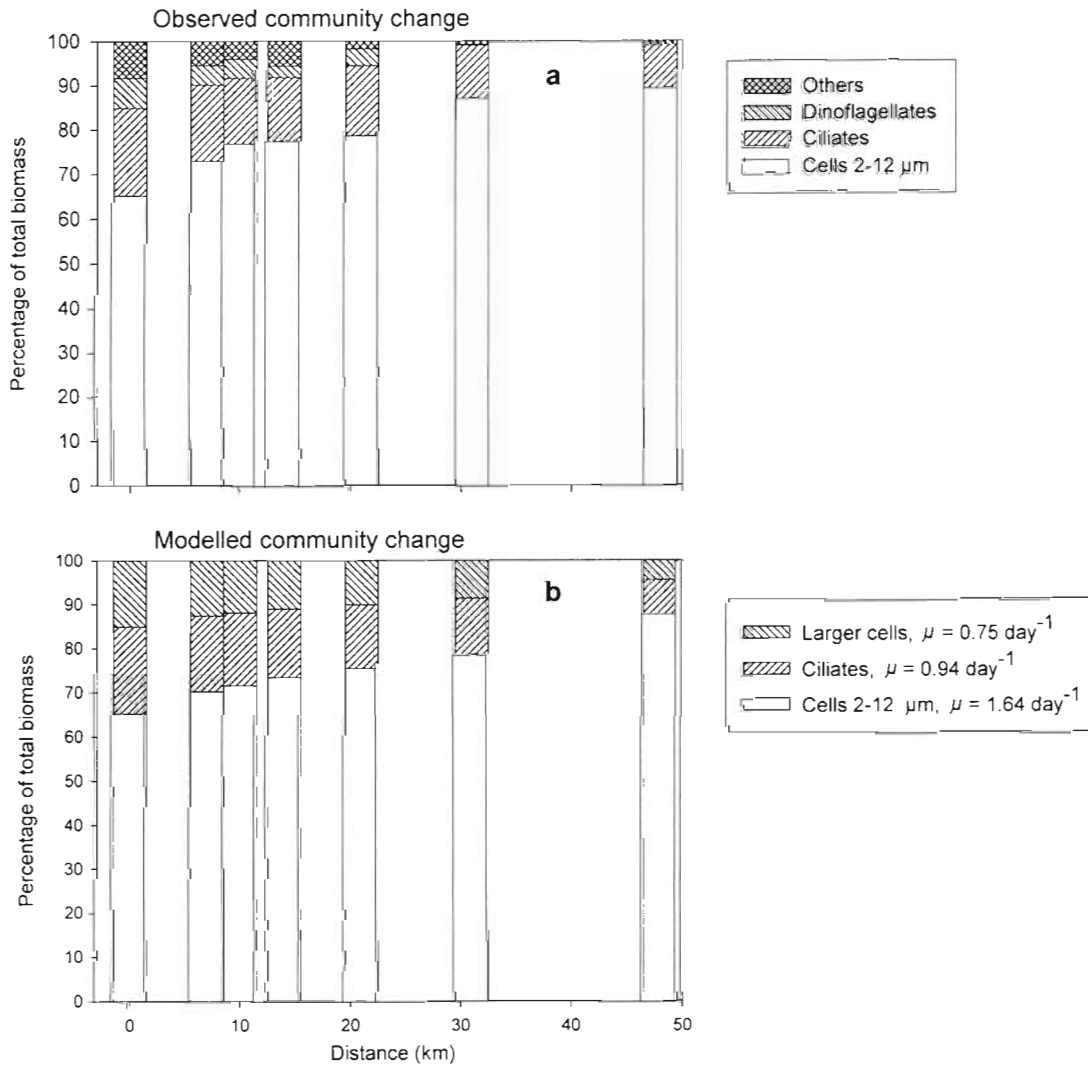 Observed community change
a
Percentage of total biomass
100
90
80
70
60
50
40
30
20
10
0
Others
Dinoflagellates
Ciliates
Cells 2-12 µm
Modelled community change
b
Percentage of total biomass
100
90
80
70
60
50
40
30
20
10
0
0 10 20 30 40 50
Distance (km)
Larger cells, µ = 0.75 day⁻¹
Ciliates, µ = 0.94 day⁻¹
Cells 2-12 µm, µ = 1.64 day⁻¹